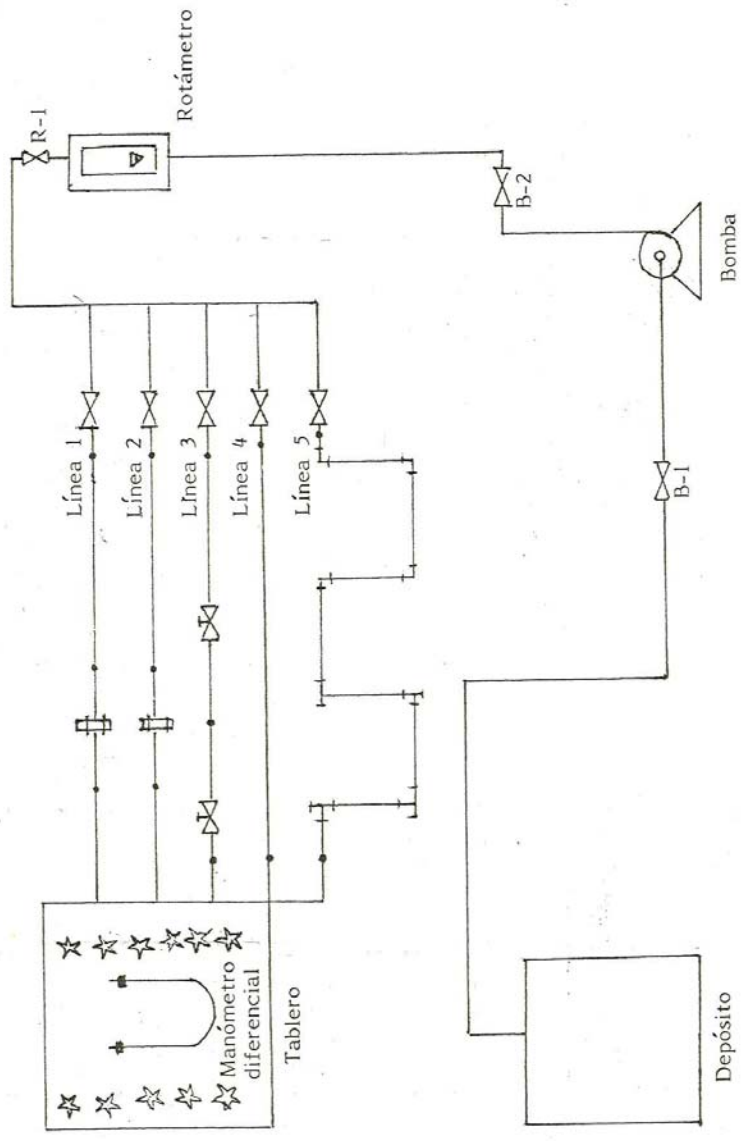 R-1
Rotámetro
Línea 1
Línea 2
Línea 3
Línea 4
Línea 5
B-2
Manómetro
diferencial
Tablero
B-1
Bomba
Depósito